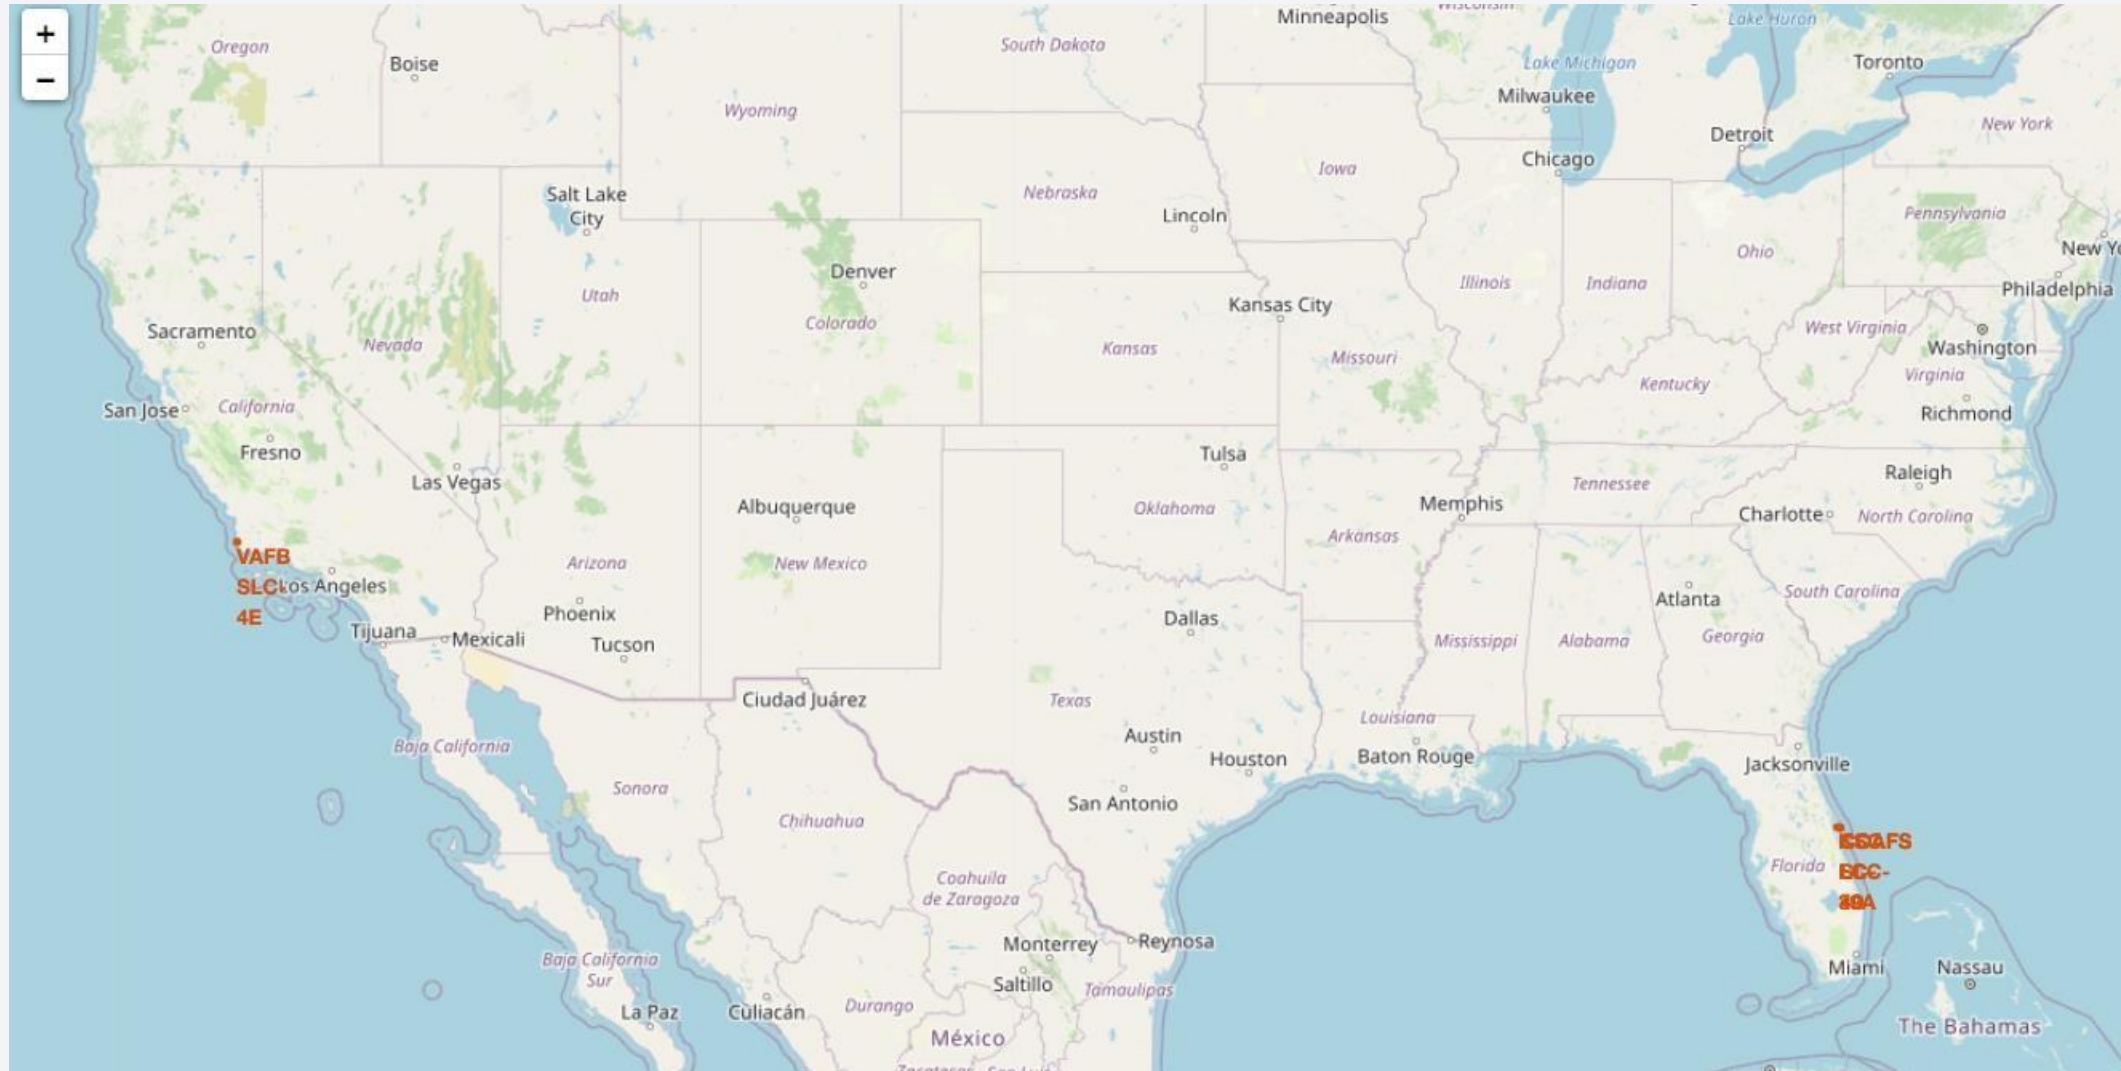 +
−
Minneapolis
Wisconsin
Lake Huron
Oregon
Boise
South Dakota
Lake Michigan
Toronto
Wyoming
Milwaukee
Detroit
New York
Chicago
Iowa
Salt Lake
City
Nebraska
Lincoln
Pennsylvania
Ohio
New Yo
Denver
Utah
Illinois
Indiana
Philadelphia
Kansas City
Colorado
Sacramento
Nevada
Kansas
Missouri
West Virginia
Washington
Kentucky
Virginia
San Jose
California
Richmond
Fresno
Las Vegas
Tulsa
Raleigh
Tennessee
Albuquerque
Oklahoma
Memphis
Charlotte
North Carolina
Arkansas
VAFB
SLC-
4E
Los Angeles
Arizona
New Mexico
Phoenix
Dallas
Atlanta
South Carolina
Tijuana
Mexicali
Tucson
Mississippi
Alabama
Georgia
Ciudad Juárez
Texas
Louisiana
Baja California
Austin
Houston
Baton Rouge
Jacksonville
Sonora
San Antonio
Chihuahua
Florida
Coahuila
de Zaragoza
Monterrey
Reynosa
Baja California
Sur
Saltillo
Tamaulipas
Miami
Nassau
La Paz
Culiacán
Durango
México
The Bahamas